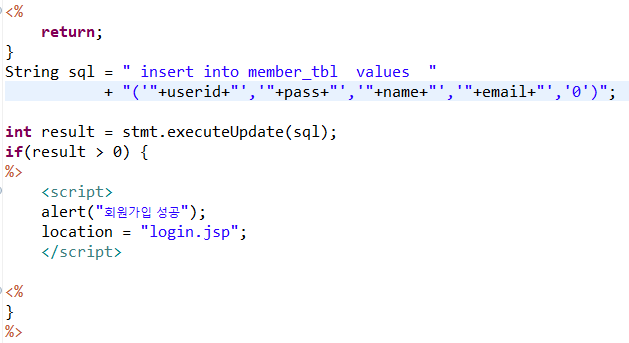 <%
return;
}
String sql = " insert into member_tbl  values  "
+ "('"+userid+"','"+pass+"','"+name+"','"+email+"','0')";
int result = stmt.executeUpdate(sql);
if(result > 0) {
%>
<script>
alert("회원가입 성공");
location = "login.jsp";
</script>
<%
}
%>